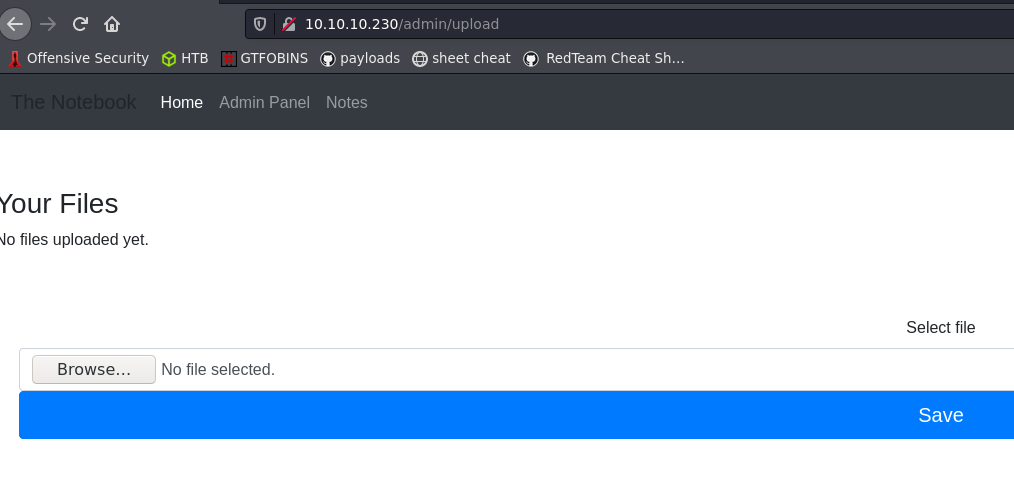 10.10.10.230/admin/upload
Offensive Security HTB GTFOBINS payloads sheet cheat RedTeam Cheat Sh...
The Notebook Home Admin Panel Notes
Your Files
No files uploaded yet.
Select file
Browse... No file selected.
Save